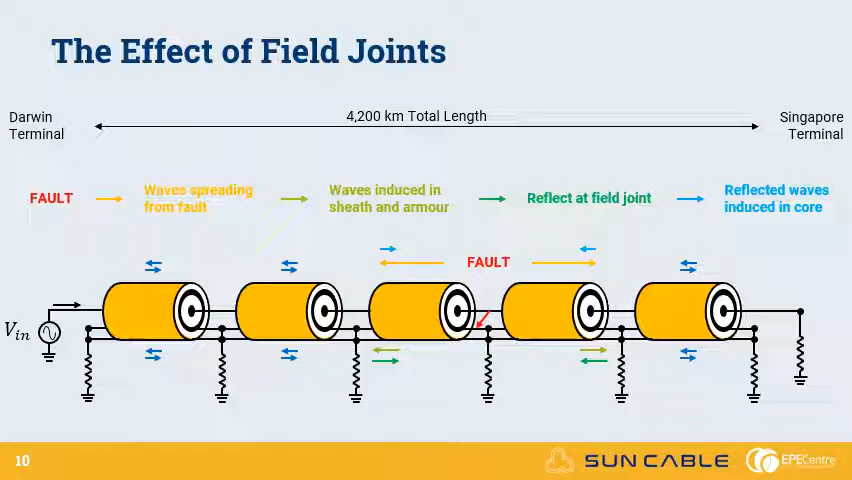 The Effect of Field Joints
Darwin
Terminal
4,200 km Total Length
Singapore
Terminal
FAULT
Waves spreading
from fault
Waves induced in
sheath and armour
Reflect at field joint
Reflected waves
induced in core
FAULT
Vin
10
SUN CABLE
EPECentre